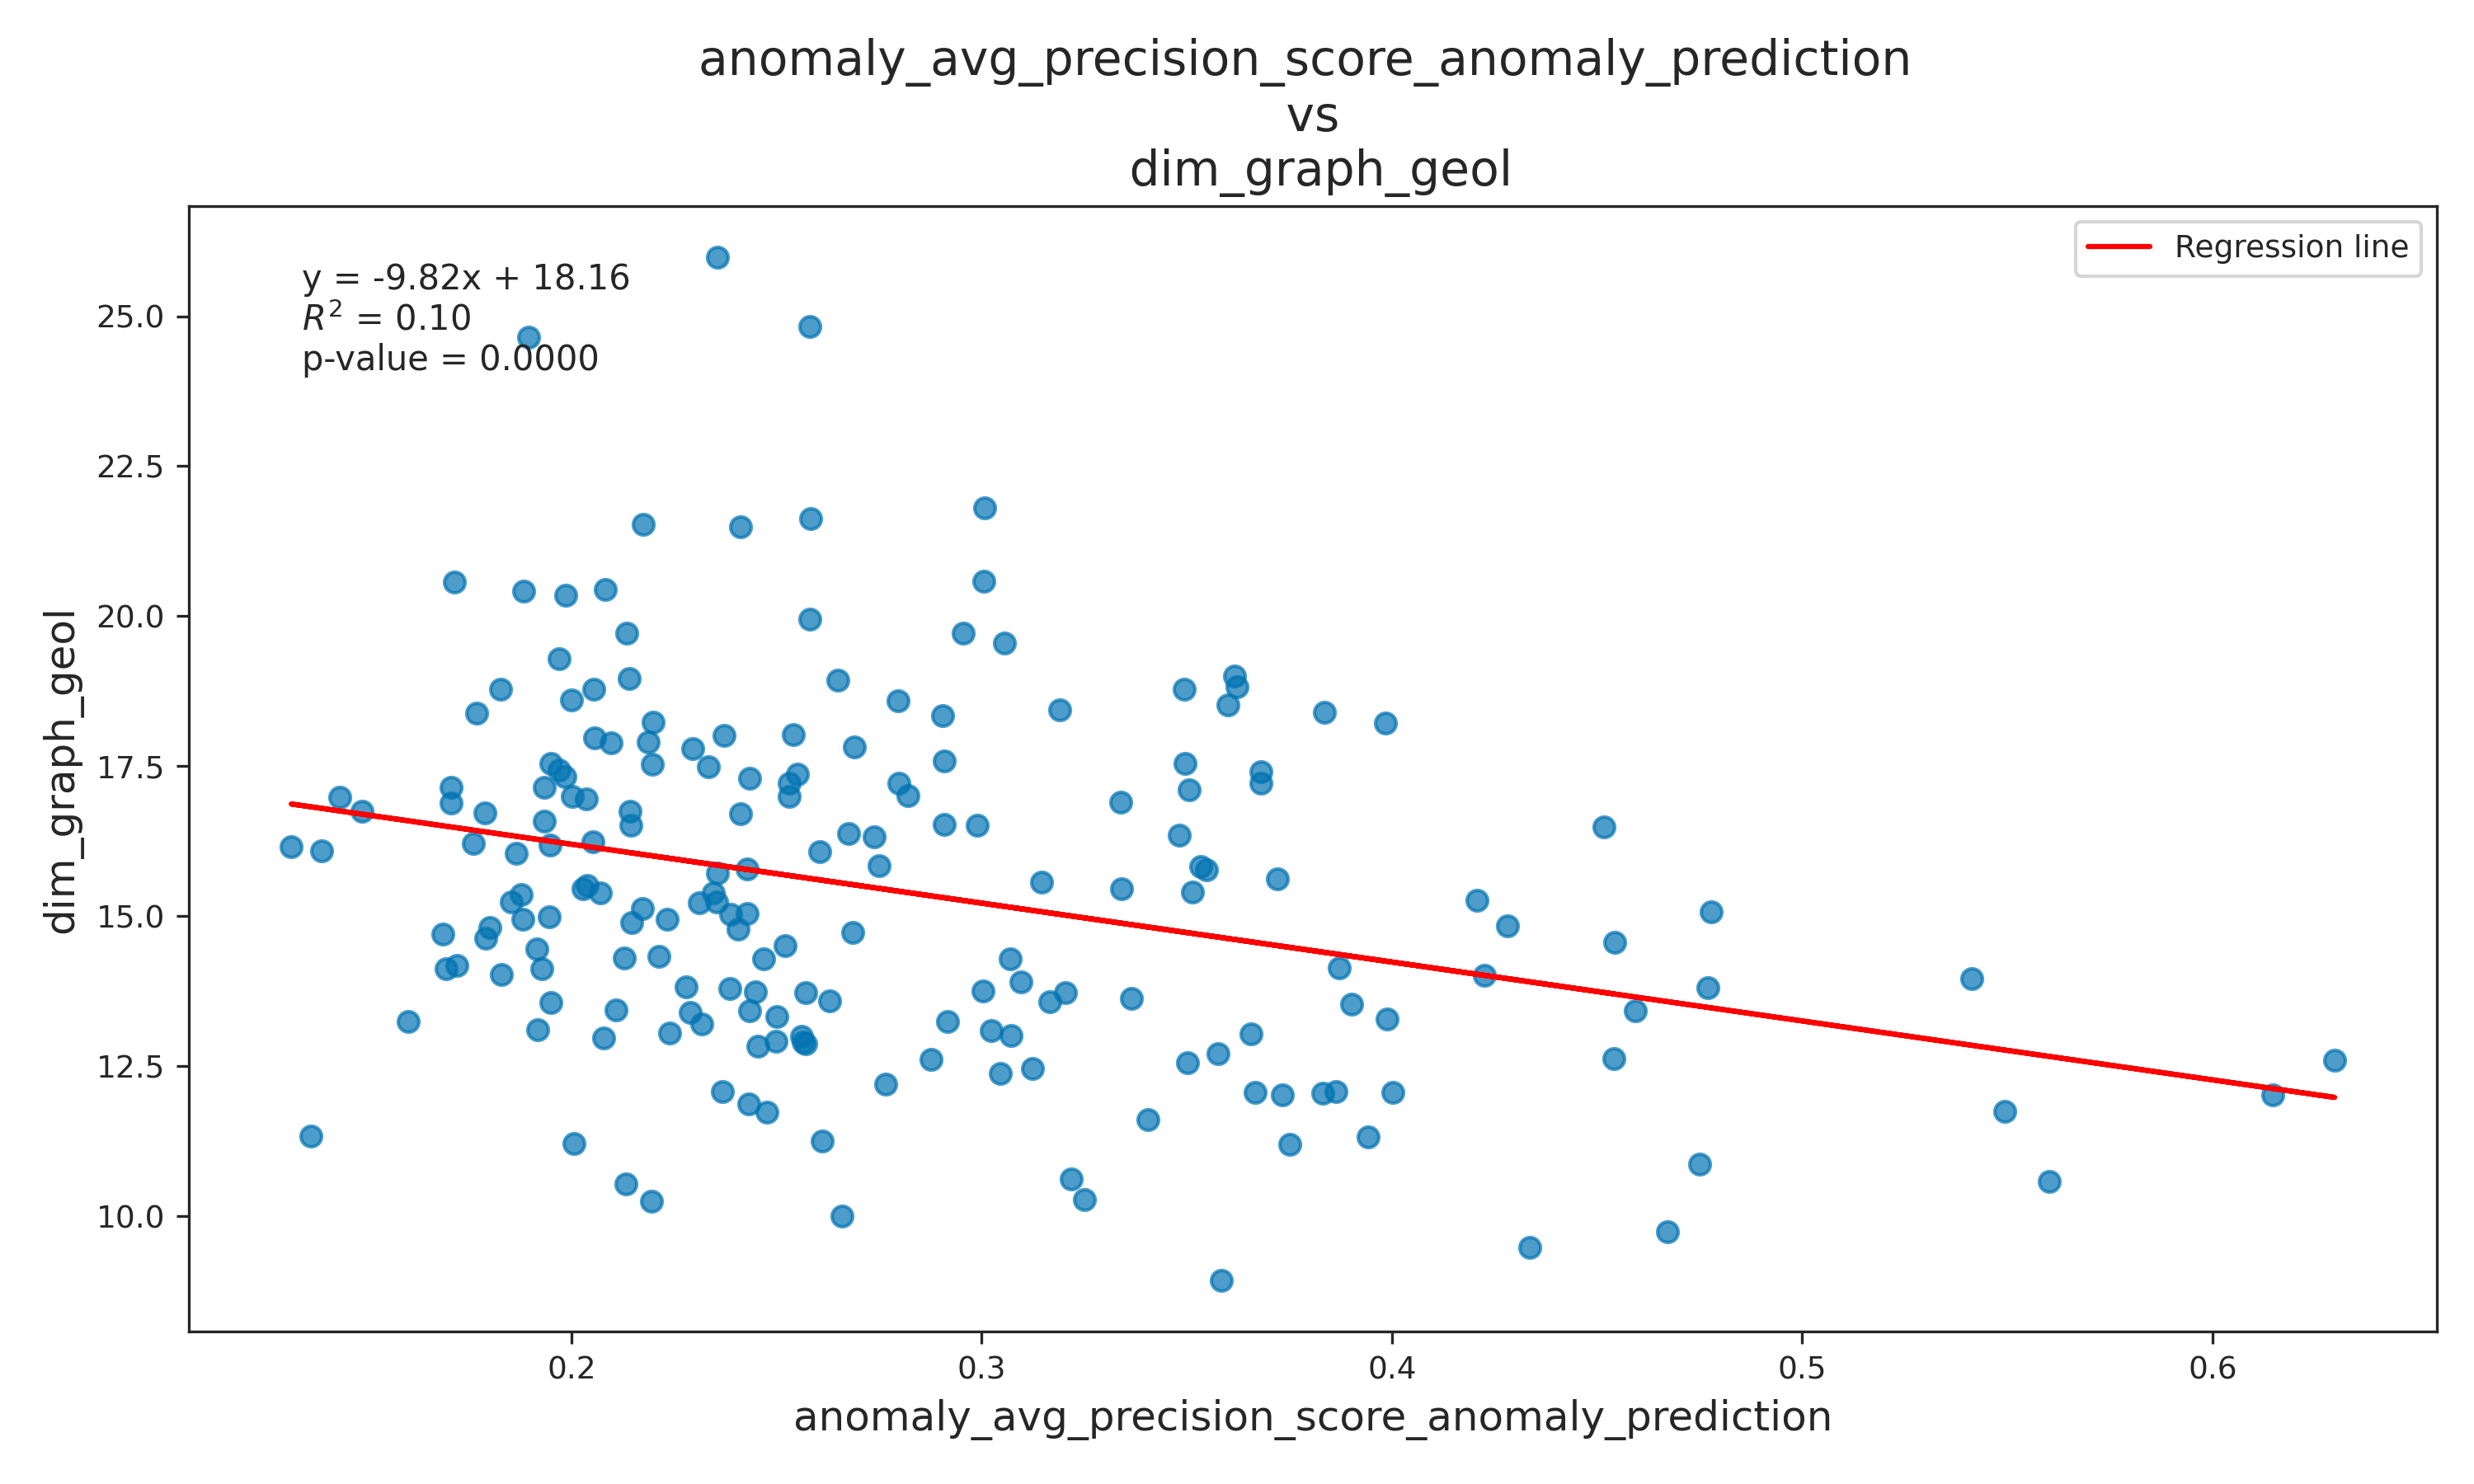 anomaly_avg_precision_score_anomaly_prediction
vs
dim_graph_geol
Regression line
y = -9.82x + 18.16
R² = 0.10
p-value = 0.0000
25.0
22.5
20.0
17.5
15.0
12.5
10.0
dim_graph_geol
0.2 0.3 0.4 0.5 0.6
anomaly_avg_precision_score_anomaly_prediction